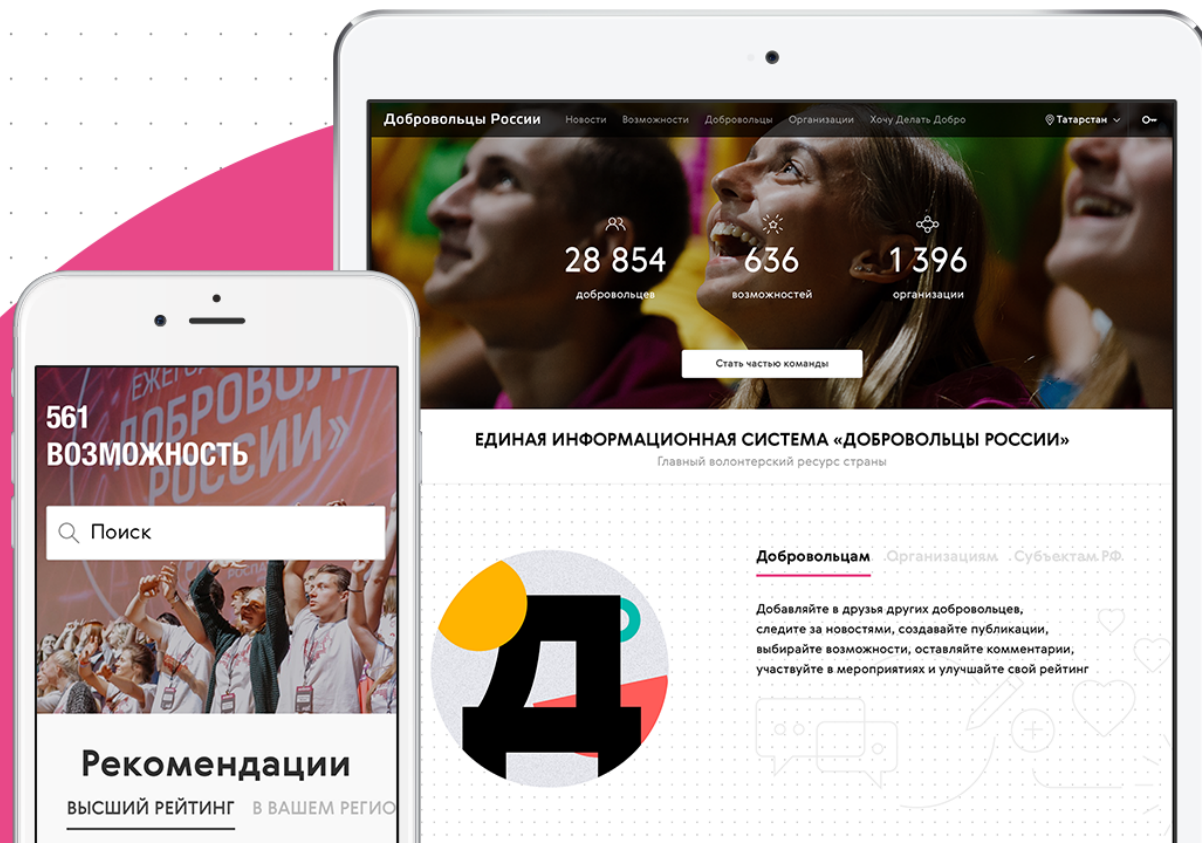 Добровольцы России
Новости Возможности Добровольцы Организации Хочу Делать Добро
Татарстан
28 854 636 1 396
добровольцев возможностей организации
Стать частью команды
ЕДИНАЯ ИНФОРМАЦИОННАЯ СИСТЕМА «ДОБРОВОЛЬЦЫ РОССИИ»
Главный волонтерский ресурс страны
Д
Добровольцам Организациям Субъектам РФ
Добавляйте в друзья других добровольцев,
следите за новостями, создавайте публикации,
выбирайте возможности, оставляйте комментарии,
участвуйте в мероприятиях и улучшайте свой рейтинг
561
ВОЗМОЖНОСТЬ
РОССИИ»
Поиск
Рекомендации
ВЫСШИЙ РЕЙТИНГ В ВАШЕМ РЕГИО